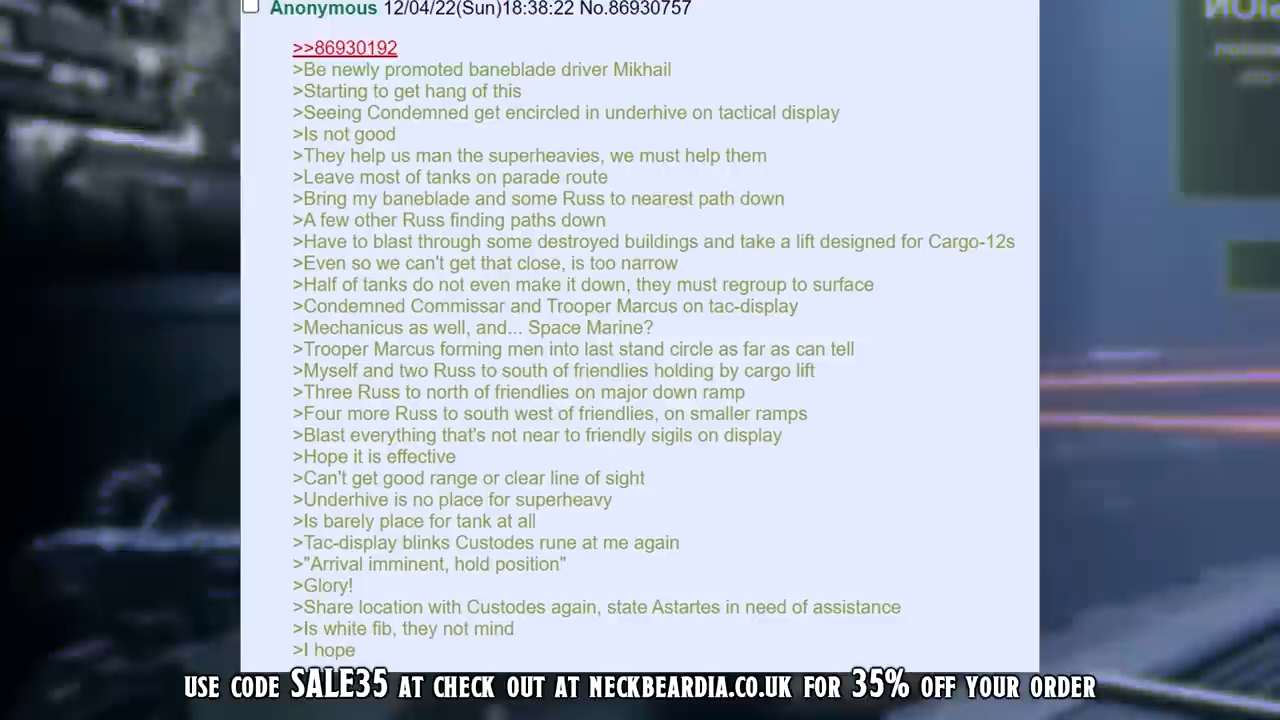 Anonymous 12/04/22(Sun)18:38:22 No.86930757
>>86930192
>Be newly promoted baneblade driver Mikhail
>Starting to get hang of this
>Seeing Condemned get encircled in underhive on tactical display
>Is not good
>They help us man the superheavies, we must help them
>Leave most of tanks on parade route
>Bring my baneblade and some Russ to nearest path down
>A few other Russ finding paths down
>Have to blast through some destroyed buildings and take a lift designed for Cargo-12s
>Even so we can't get that close, is too narrow
>Half of tanks do not even make it down, they must regroup to surface
>Condemned Commissar and Trooper Marcus on tac-display
>Mechanicus as well, and... Space Marine?
>Trooper Marcus forming men into last stand circle as far as can tell
>Myself and two Russ to south of friendlies holding by cargo lift
>Three Russ to north of friendlies on major down ramp
>Four more Russ to south west of friendlies, on smaller ramps
>Blast everything that's not near to friendly sigils on display
>Hope it is effective
>Can't get good range or clear line of sight
>Underhive is no place for superheavy
>Is barely place for tank at all
>Tac-display blinks Custodes rune at me again
>"Arrival imminent, hold position"
>Glory!
>Share location with Custodes again, state Astartes in need of assistance
>Is white fib, they not mind
>I hope
USE CODE SALE35 AT CHECK OUT AT NECKBEARDIA.CO.UK FOR 35% OFF YOUR ORDER